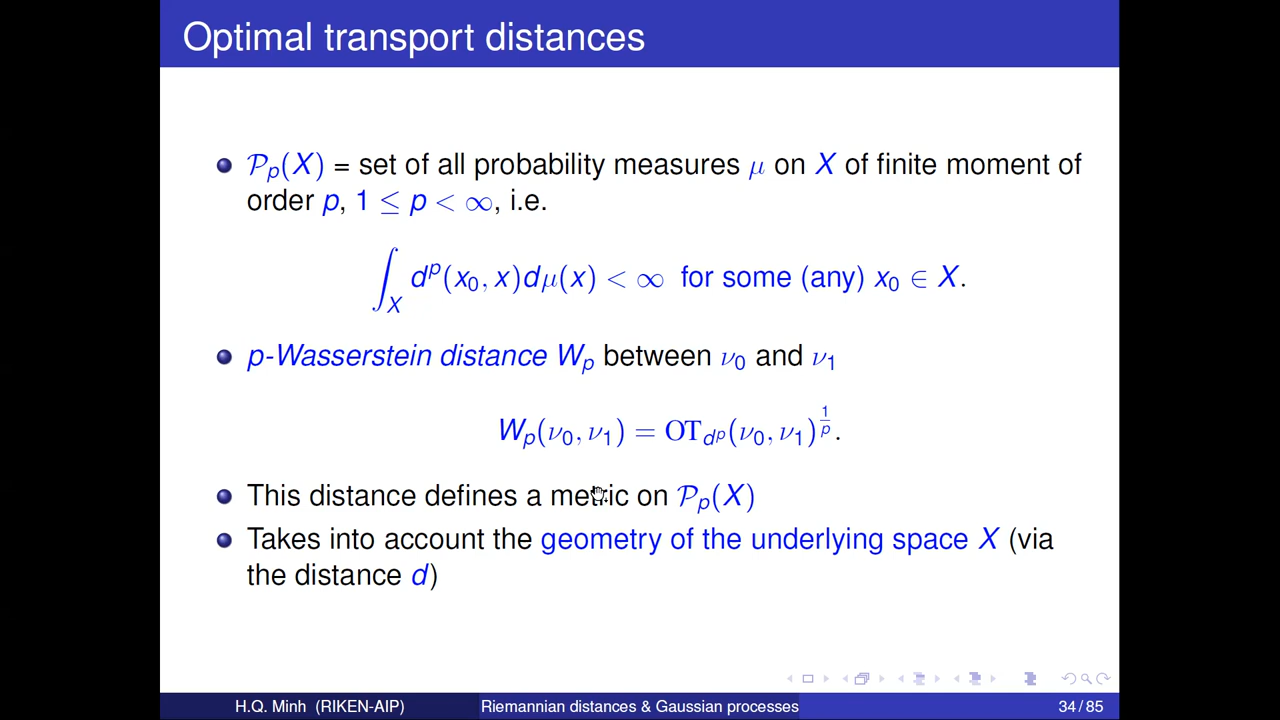 Optimal transport distances
𝒫ₚ(X) = set of all probability measures μ on X of finite moment of
order p, 1 ≤ p < ∞, i.e.
∫_X d^p(x₀, x)dμ(x) < ∞ for some (any) x₀ ∈ X.
p-Wasserstein distance Wₚ between ν₀ and ν₁
Wₚ(ν₀, ν₁) = OT_{d^p}(ν₀, ν₁)^{1/p}.
This distance defines a metric on 𝒫ₚ(X)
Takes into account the geometry of the underlying space X (via
the distance d)
H.Q. Minh (RIKEN-AIP) Riemannian distances & Gaussian processes 34 / 85